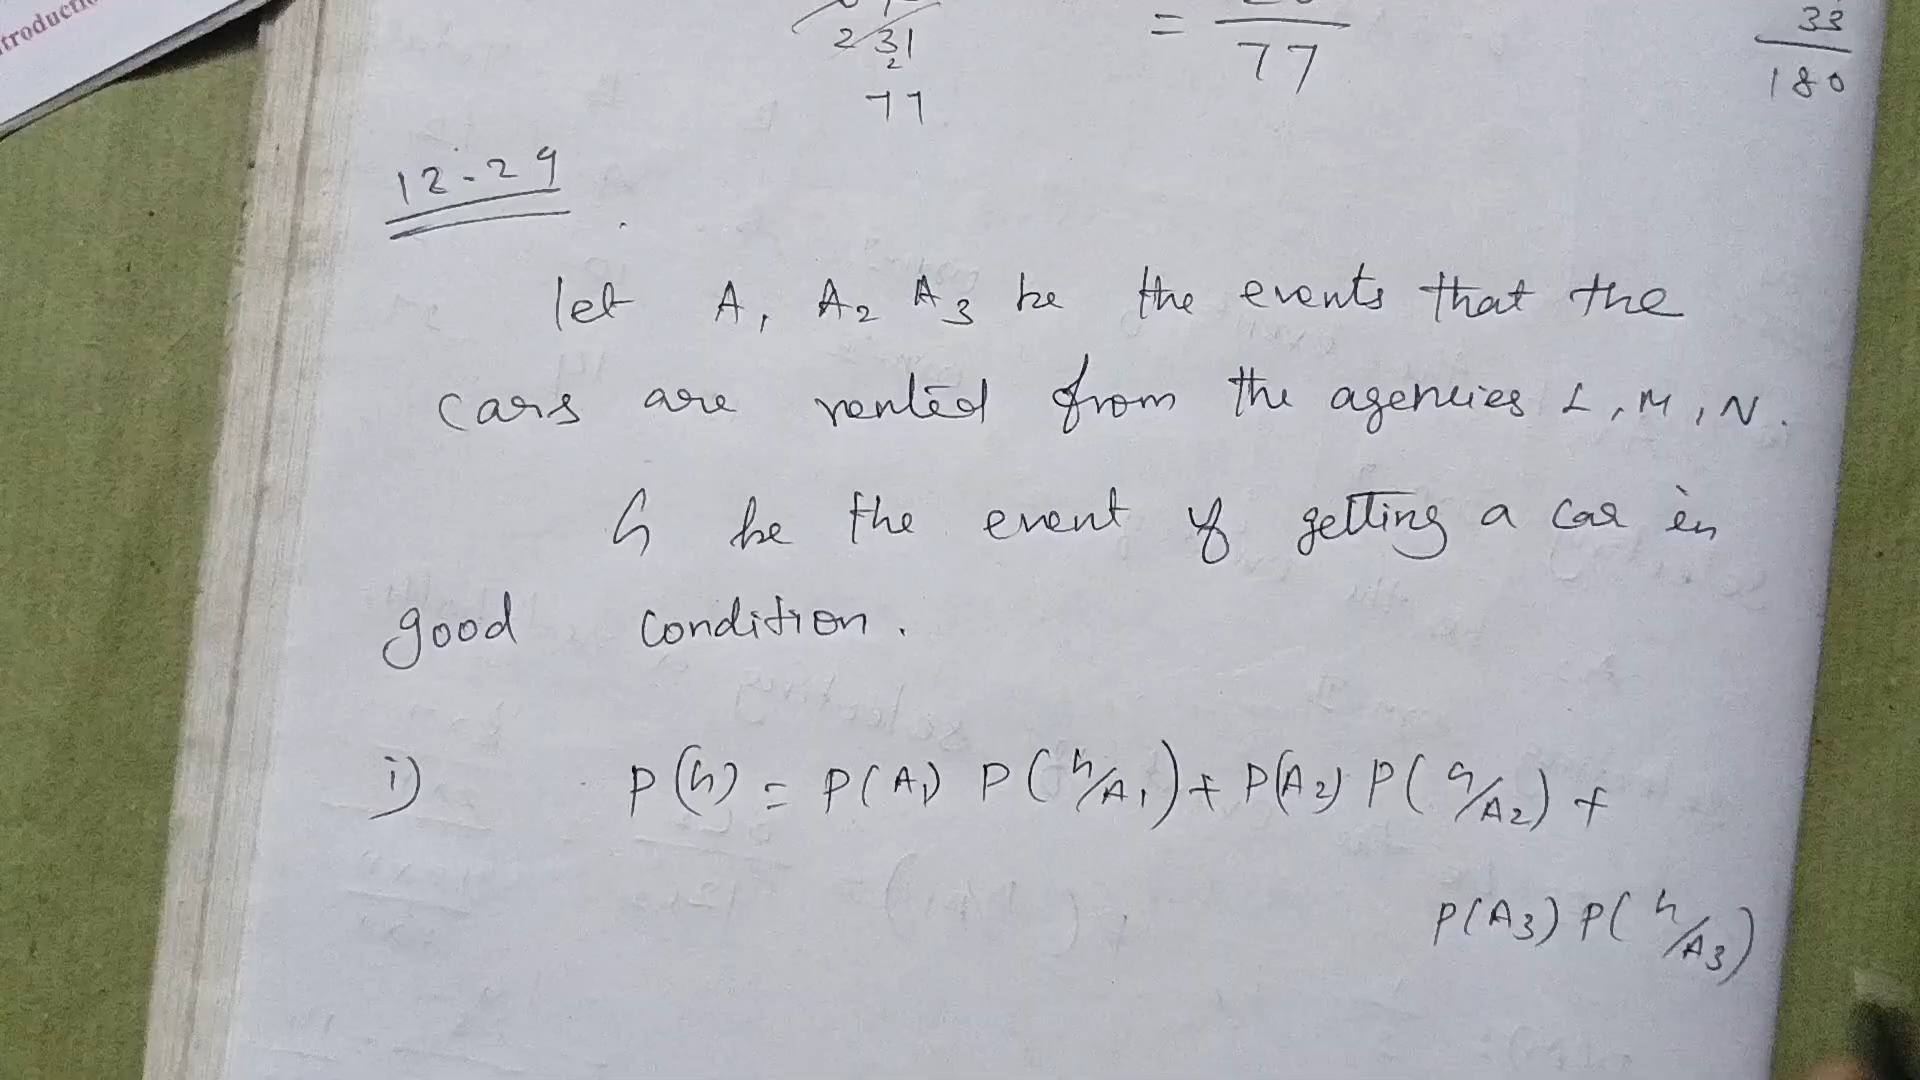 troducti
2 31
2
77
=
77
33
180
12.29
let A1 A2 A3 be the events that the
cars are rented from the agencies L, M, N.
G be the event of getting a car in
good condition.
i) P(G) = P(A1) P(G/A1) + P(A2) P(G/A2) +
P(A3) P(G/A3)